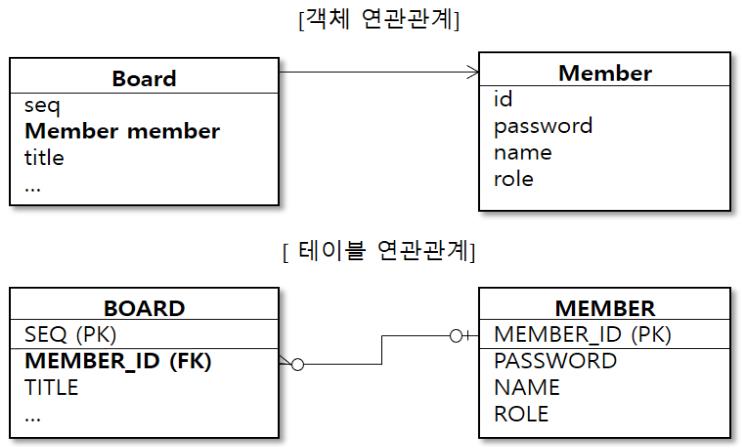 [객체 연관관계]
Board
seq
Member member
title
...
Member
id
password
name
role
[ 테이블 연관관계]
BOARD
SEQ (PK)
MEMBER_ID (FK)
TITLE
...
MEMBER
MEMBER_ID (PK)
PASSWORD
NAME
ROLE